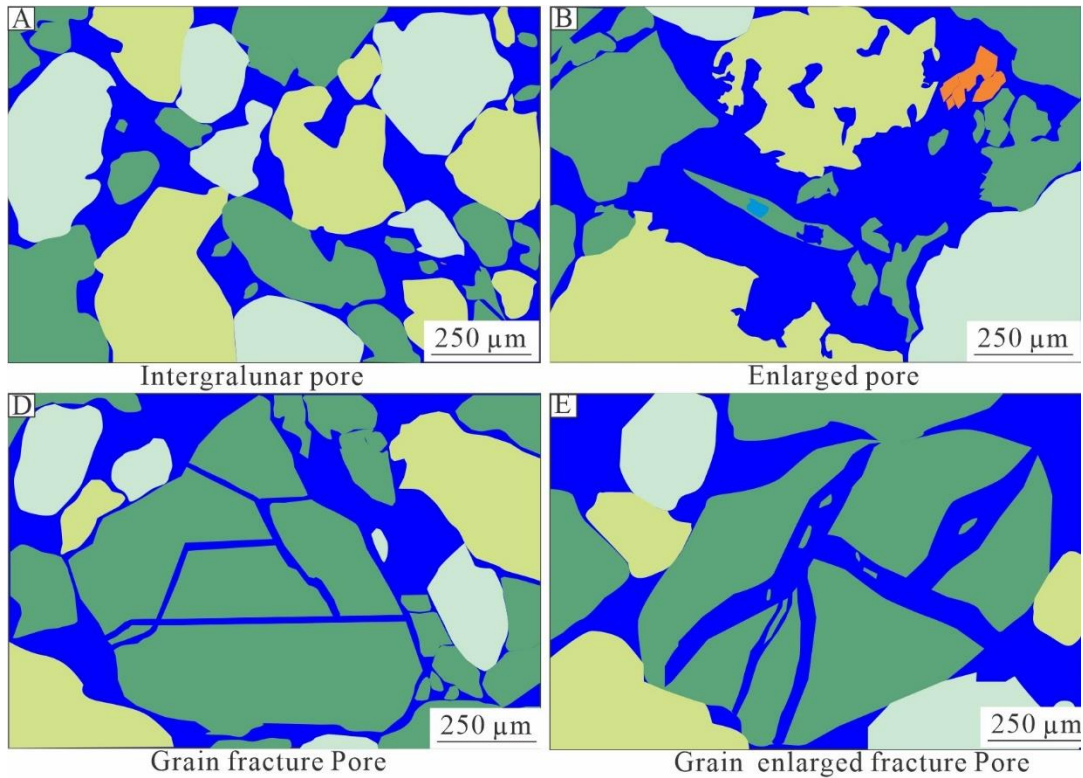 A
B
250 μm
250 μm
Intergralunar pore
Enlarged pore
D
E
250 μm
250 μm
Grain fracture Pore
Grain enlarged fracture Pore